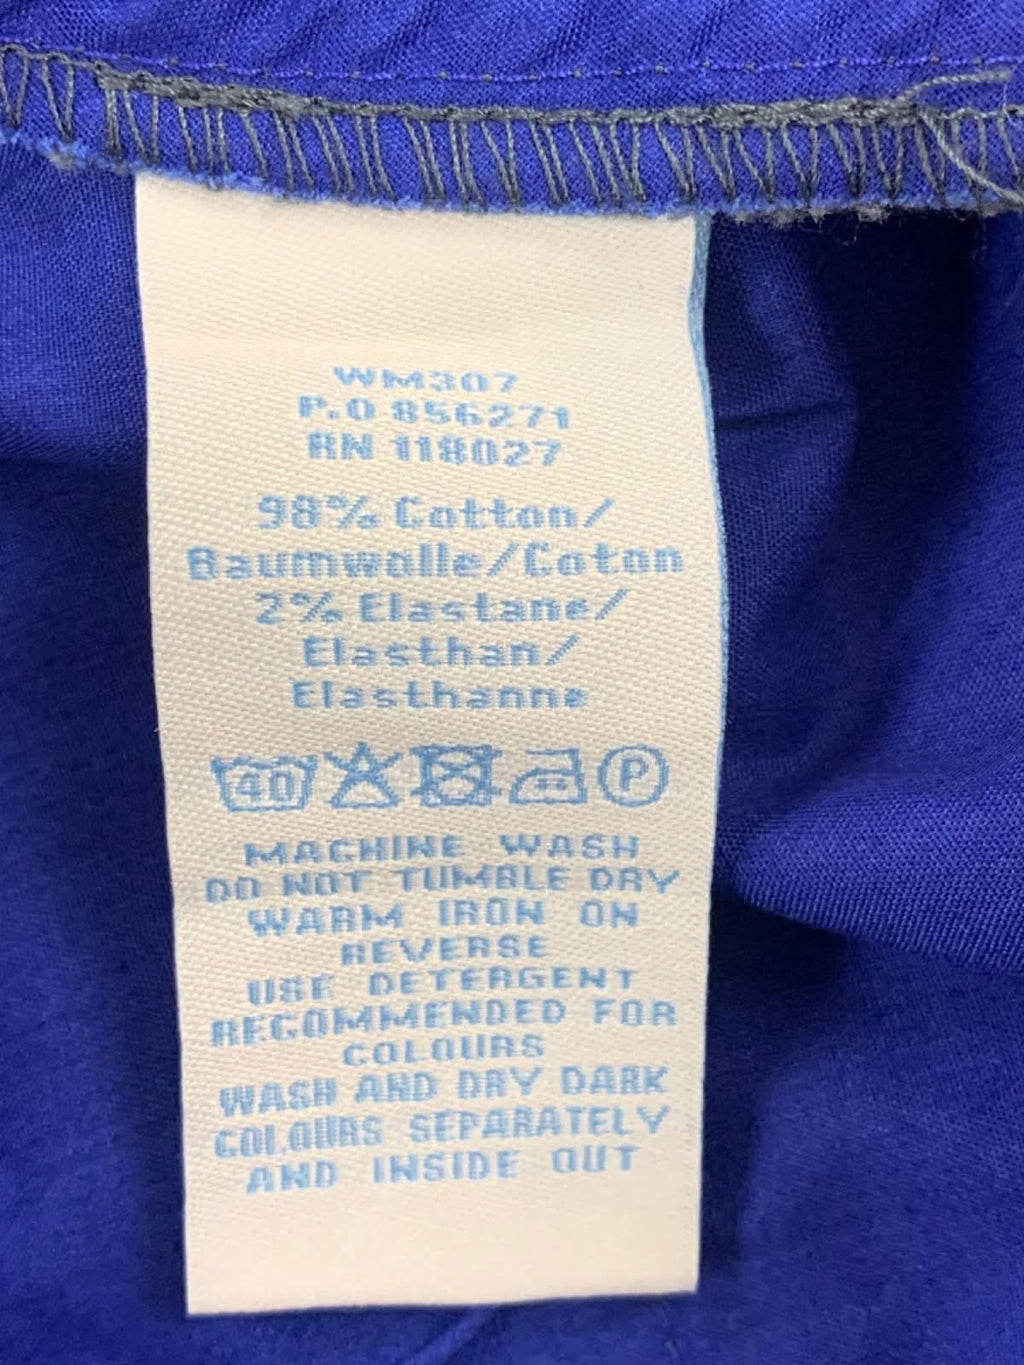 WM307
P.O 856271
RN 118027
98% Cotton/
Baumwolle/Coton
2% Elastane/
Elasthan/
Elasthanne
40 P
MACHINE WASH
DO NOT TUMBLE DRY
WARM IRON ON
REVERSE
USE DETERGENT
RECOMMENDED FOR
COLOURS
WASH AND DRY DARK
COLOURS SEPARATELY
AND INSIDE OUT